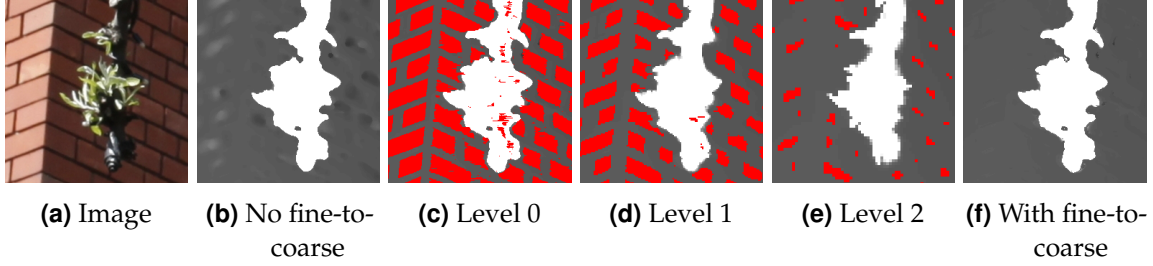 (a) Image
(b) No fine-to-
coarse
(c) Level 0
(d) Level 1
(e) Level 2
(f) With fine-to-
coarse